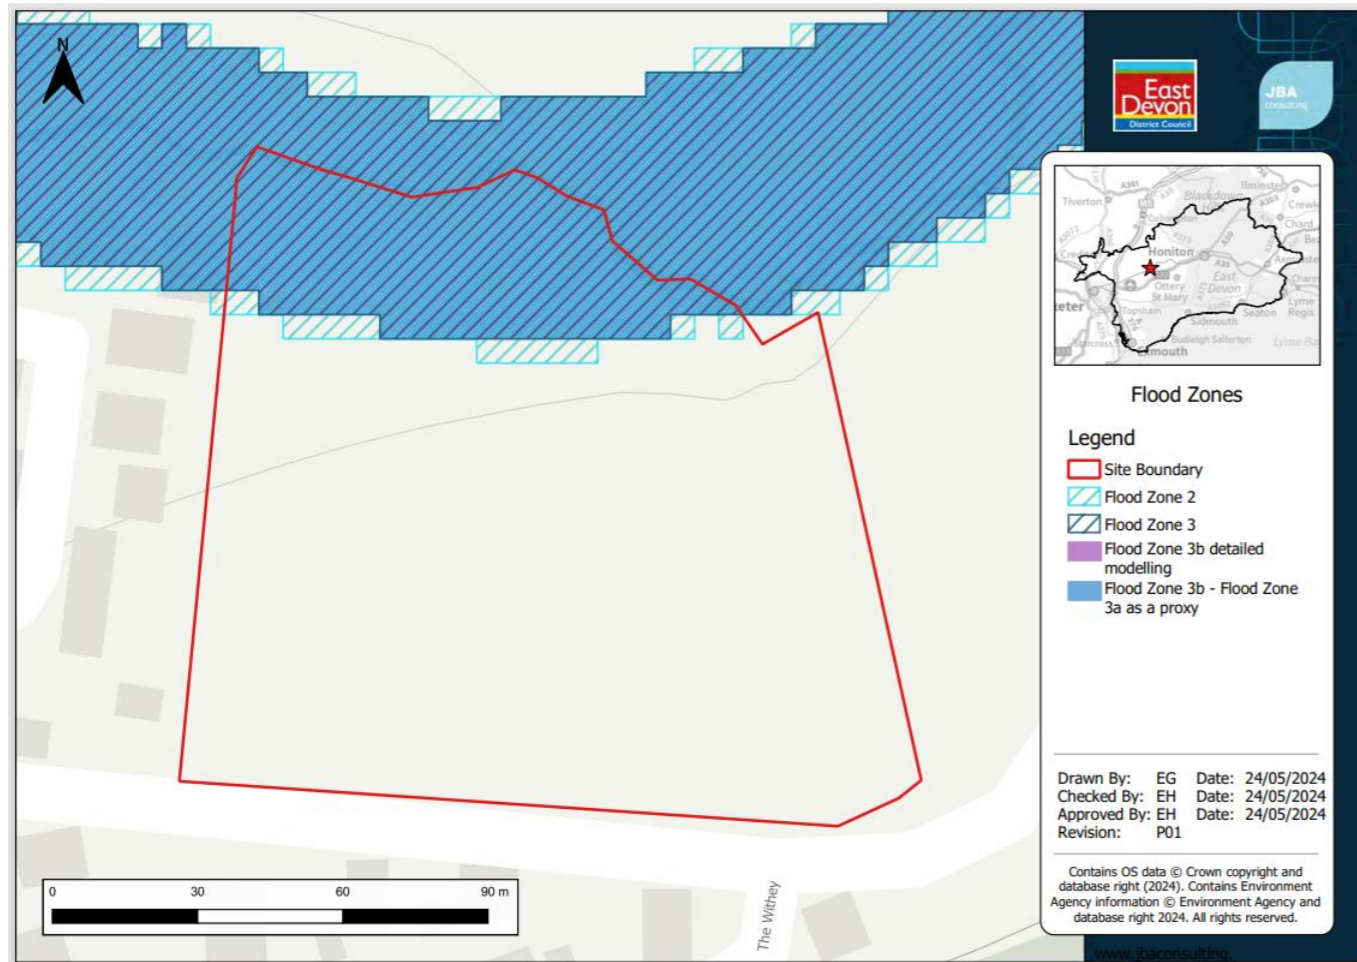 N
East
Devon
District Council
JBA
consulting
Tiverton
Blackdown
Ilminster
Chard
Honiton
Ottery
St Mary
East
Devon
Lyme
Regis
Topsham
Sidmouth
Seaton
Budleigh Salterton
Flood Zones
Legend
Site Boundary
Flood Zone 2
Flood Zone 3
Flood Zone 3b detailed
modelling
Flood Zone 3b - Flood Zone
3a as a proxy
Drawn By: EG Date: 24/05/2024
Checked By: EH Date: 24/05/2024
Approved By: EH Date: 24/05/2024
Revision: P01
Contains OS data © Crown copyright and
database right (2024). Contains Environment
Agency information © Environment Agency and
database right 2024. All rights reserved.
www.jbaconsulting.
0 30 60 90 m
The Withey